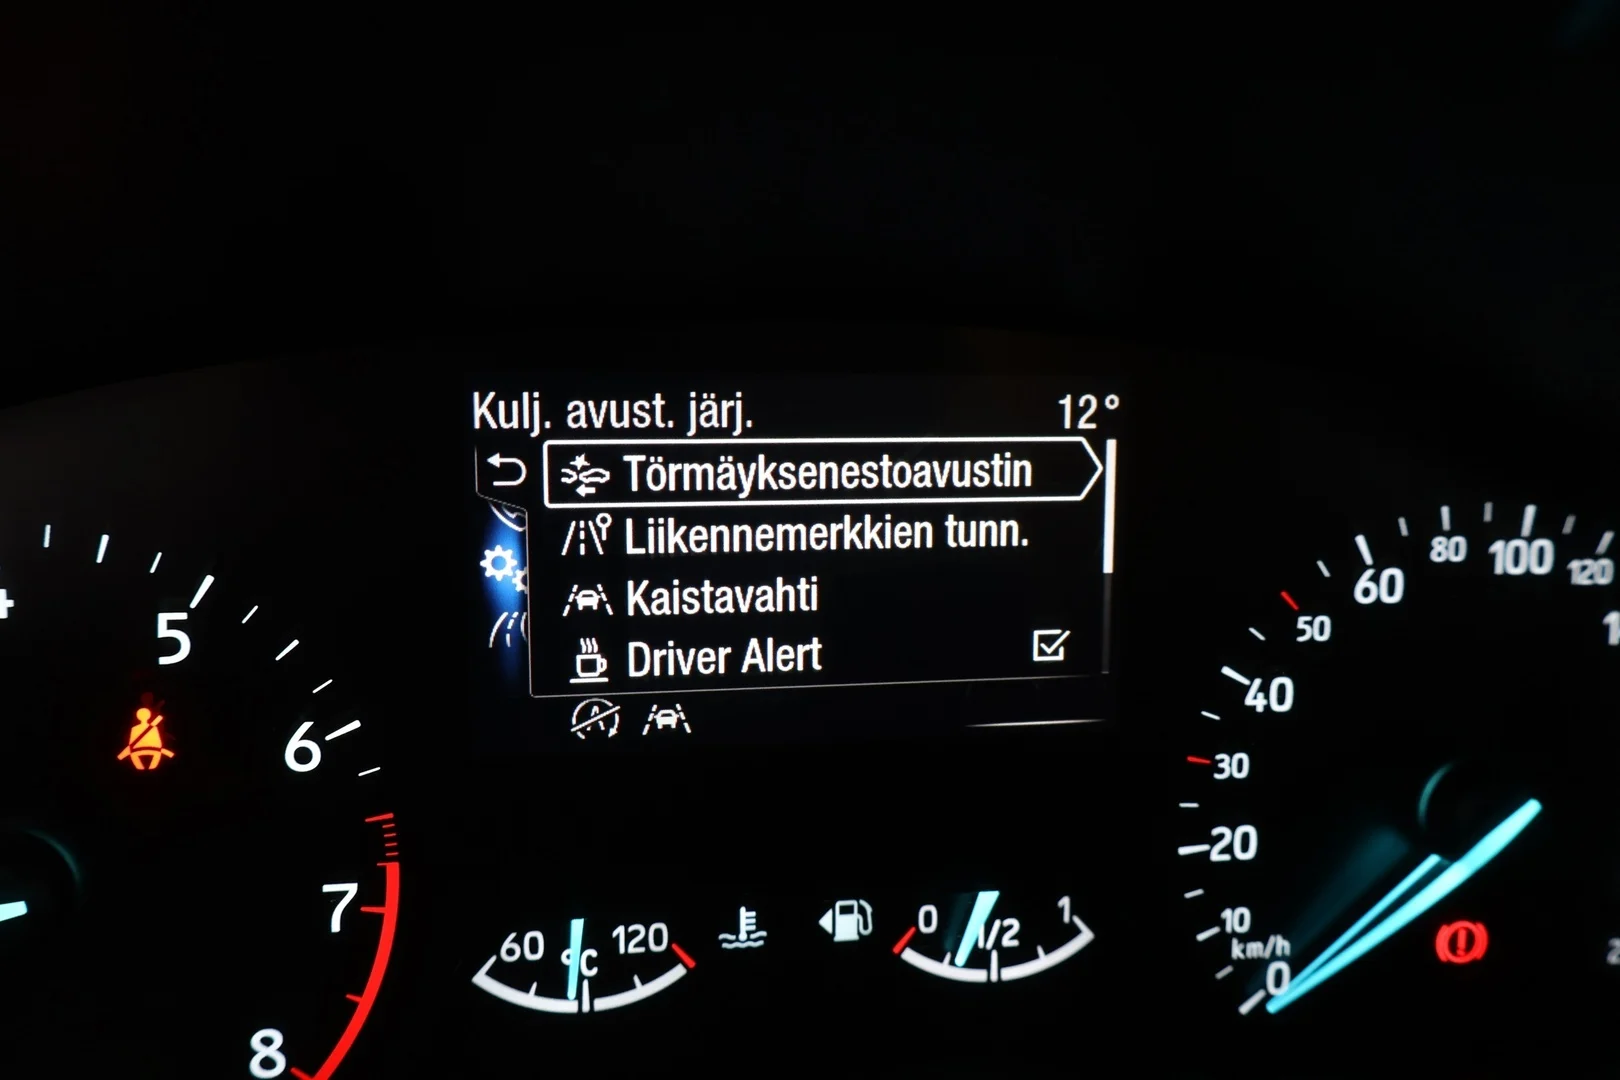 Kulj. avust. järj. 12°
Törmäyksenestoavustin
Liikennemerkkien tunn.
Kaistavahti
Driver Alert
5
6
7
8
60 °C 120
0 1/2 1
0
10
20
30
40
50
60
80
100
120
km/h